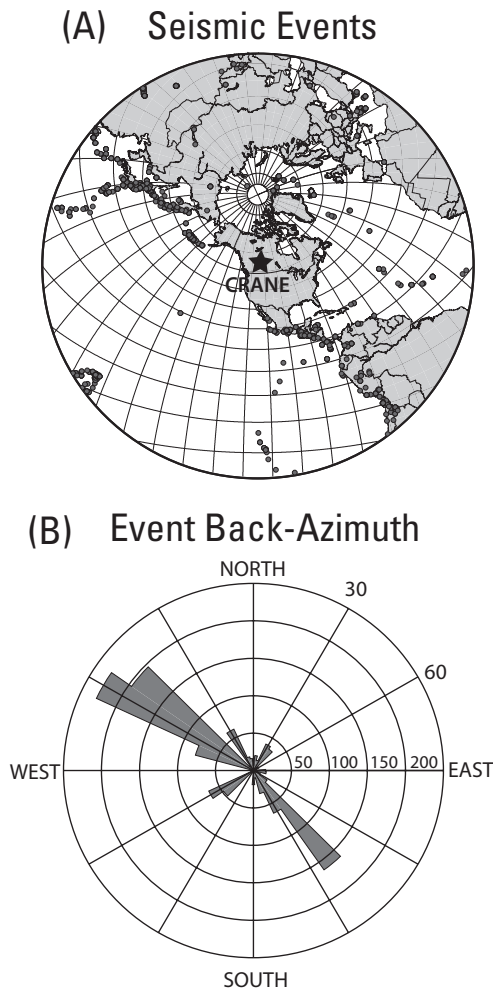 (A) Seismic Events
CRANE
(B) Event Back-Azimuth
NORTH
30
60
WEST
50 100 150 200
EAST
SOUTH